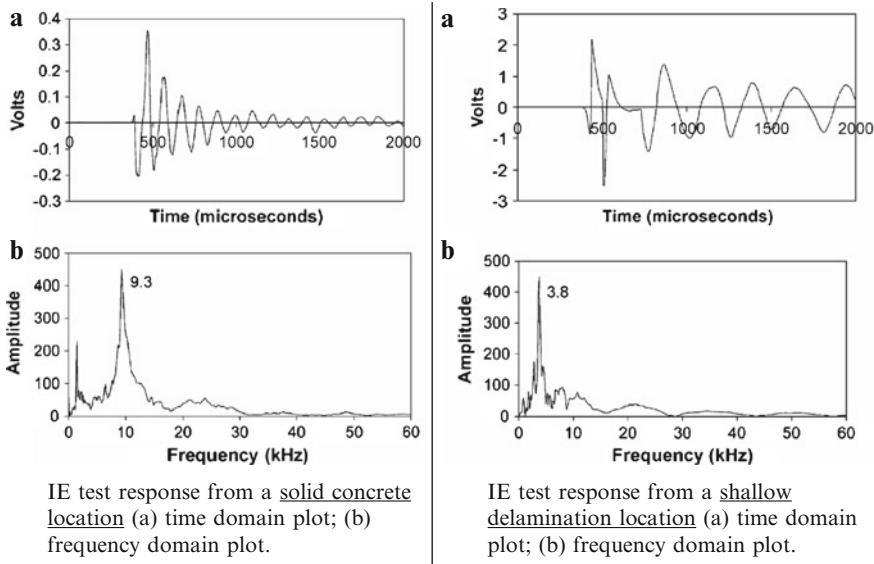 a
0.4
0.3
0.2
0.1
0
-0.1
-0.2
-0.3
Volts
0
500
1000
1500
2000
Time (microseconds)
b
500
400
300
200
100
0
Amplitude
9.3
0
10
20
30
40
50
60
Frequency (kHz)
IE test response from a solid concrete
location (a) time domain plot; (b)
frequency domain plot.
a
3
2
1
0
-1
-2
-3
Volts
0
500
1000
1500
2000
Time (microseconds)
b
500
400
300
200
100
0
Amplitude
3.8
0
10
20
30
40
50
60
Frequency (kHz)
IE test response from a shallow
delamination location (a) time domain
plot; (b) frequency domain plot.